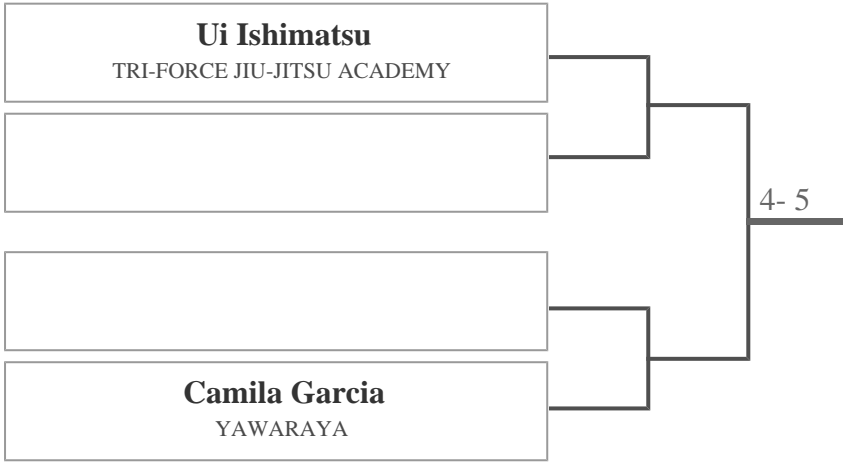 Ui Ishimatsu
TRI-FORCE JIU-JITSU ACADEMY
4- 5
Camila Garcia
YAWARAYA